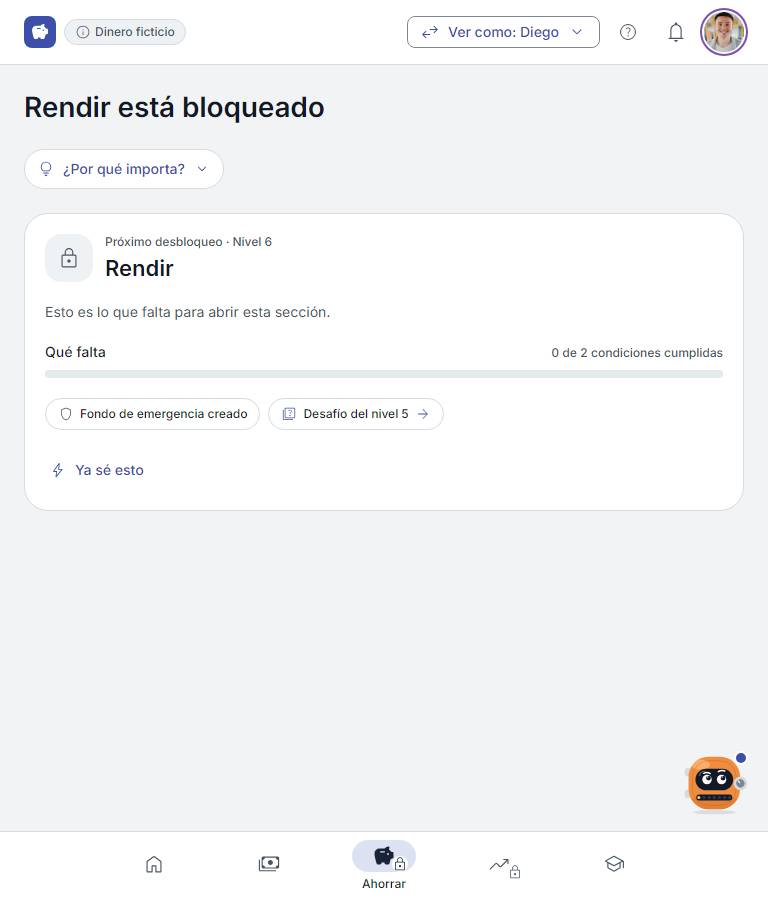 Dinero ficticio
Ver como: Diego
Rendir está bloqueado
¿Por qué importa?
Próximo desbloqueo · Nivel 6
Rendir
Esto es lo que falta para abrir esta sección.
Qué falta
0 de 2 condiciones cumplidas
Fondo de emergencia creado
Desafío del nivel 5
Ya sé esto
Ahorrar